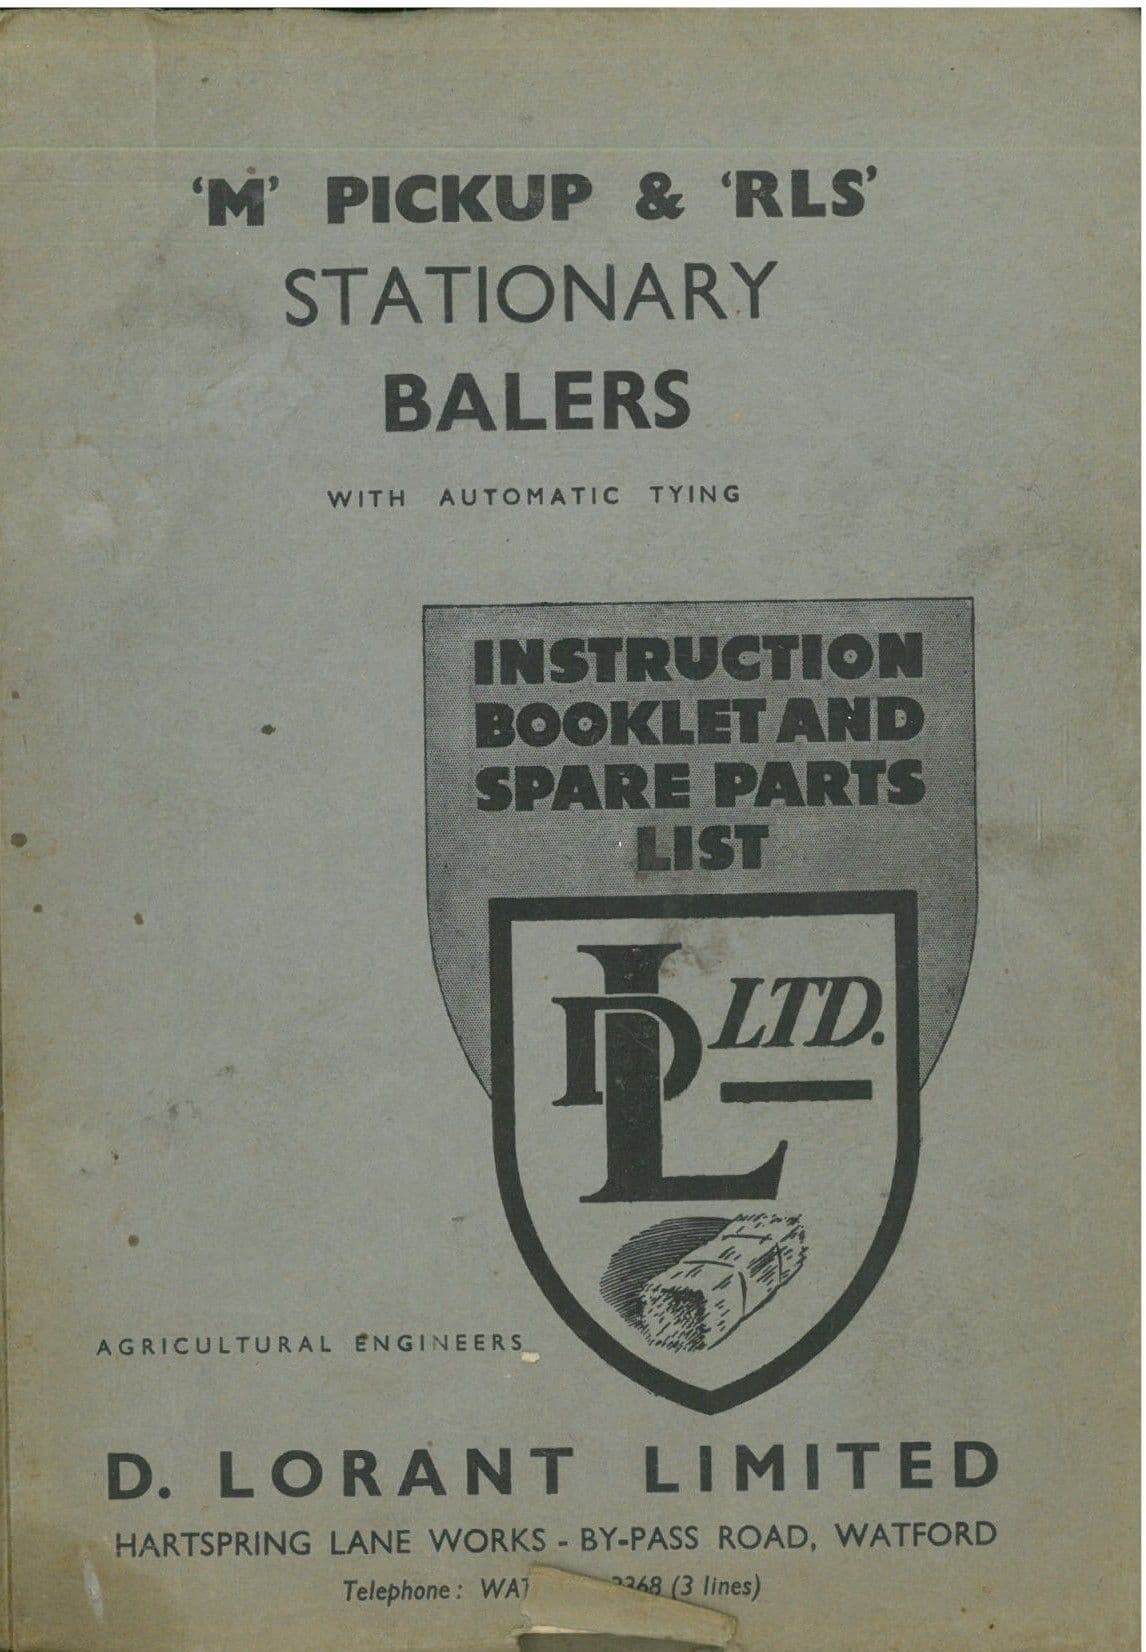 'M' PICKUP & 'RLS'
STATIONARY
BALERS
WITH AUTOMATIC TYING
INSTRUCTION
BOOKLET AND
SPARE PARTS
LIST
DL LTD.
AGRICULTURAL ENGINEERS
D. LORANT LIMITED
HARTSPRING LANE WORKS - BY-PASS ROAD, WATFORD
Telephone: (3 lines)